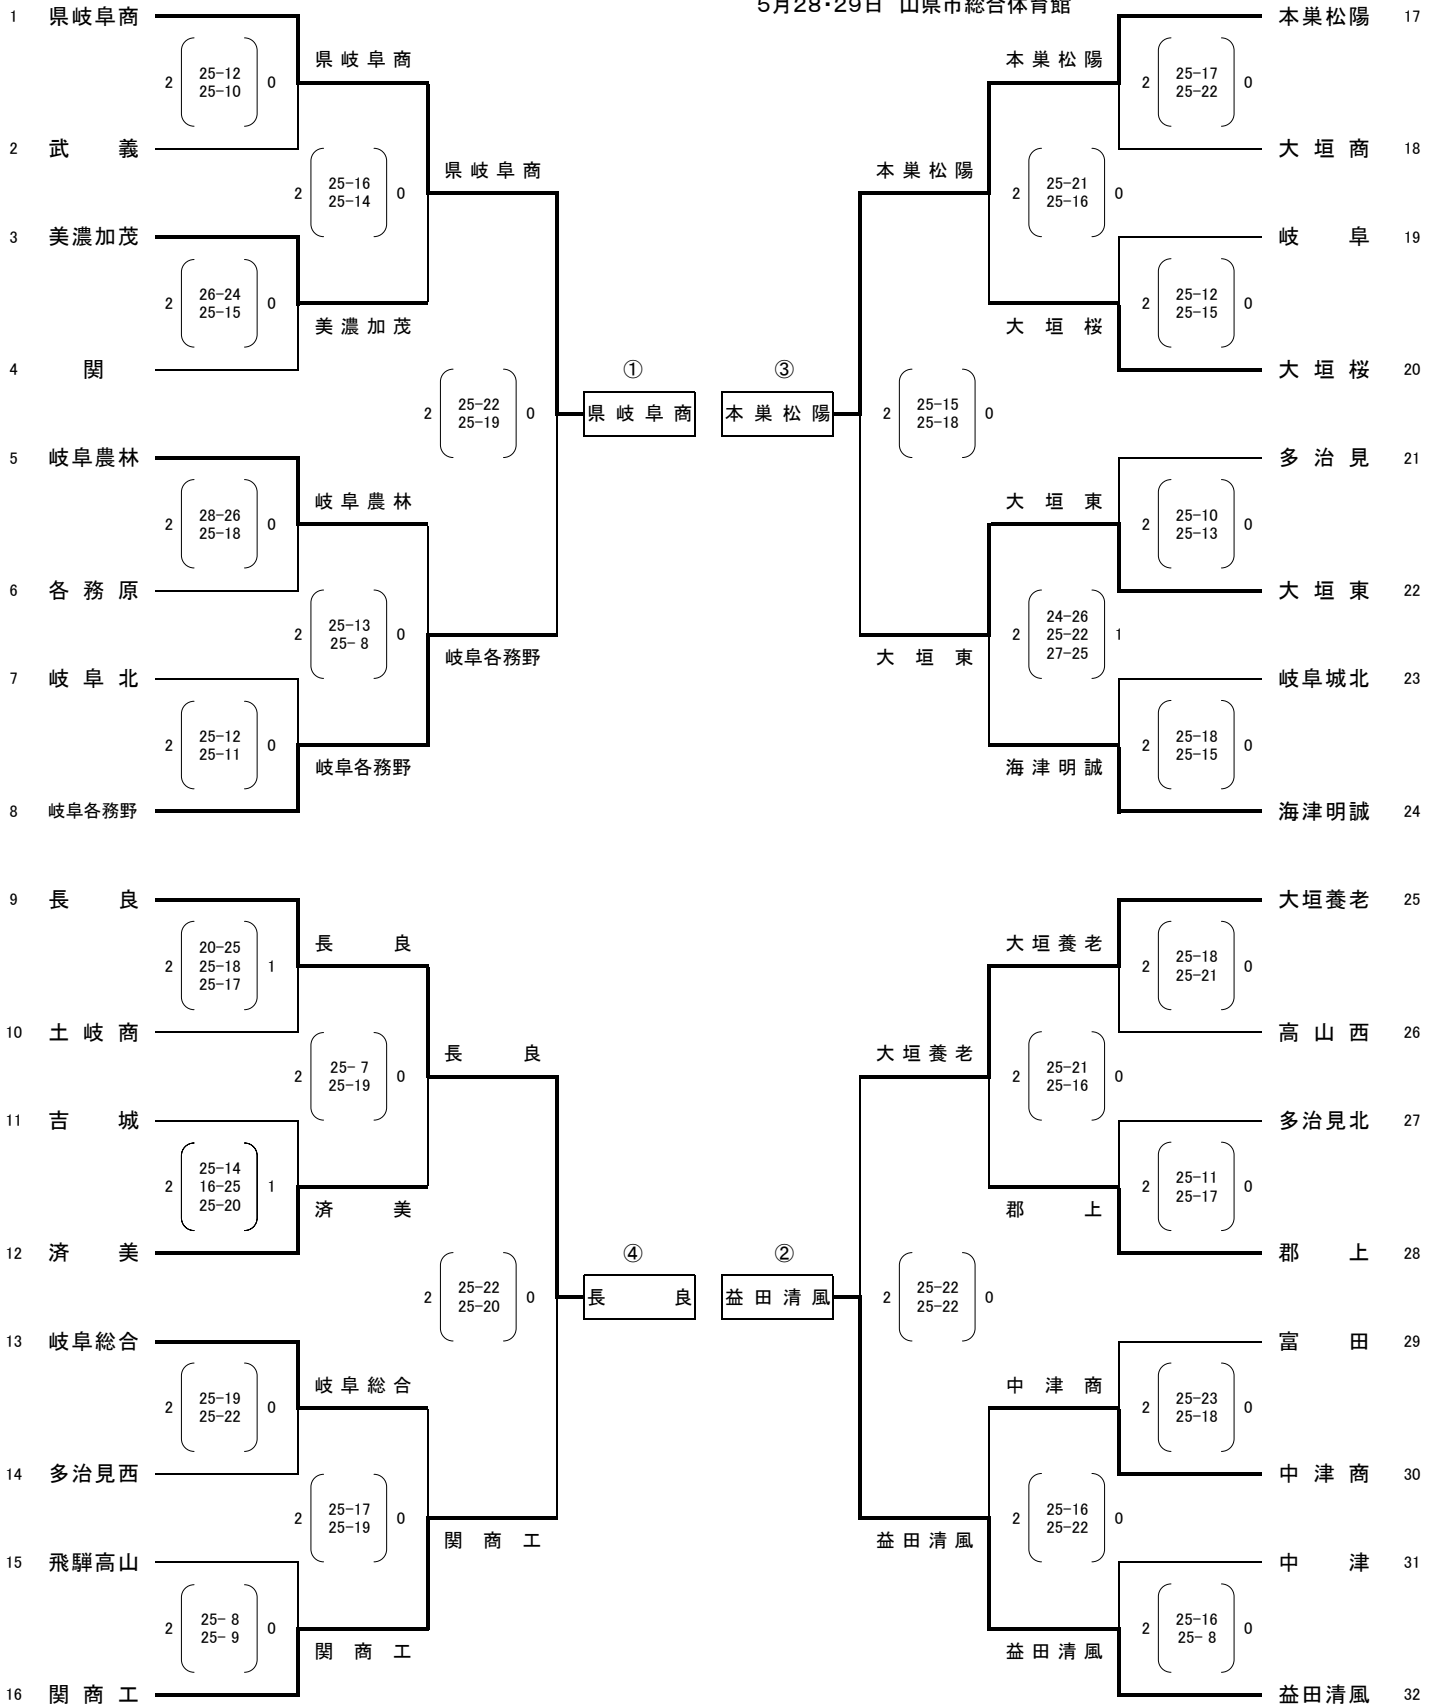 5月28・29日 山県市総合体育館
1 県岐阜商
県岐阜商
2 25-12 0
25-10
2 武義
県岐阜商
2 25-16 0
25-14
3 美濃加茂
2 26-24 0
25-15
美濃加茂
4 関
①
県岐阜商
2 25-22 0
25-19
5 岐阜農林
岐阜農林
2 28-26 0
25-18
6 各務原
2 25-13 0
25-8
岐阜各務野
7 岐阜北
2 25-12 0
25-11
岐阜各務野
8 岐阜各務野
9 長良
長良
2 20-25 1
25-18
25-17
10 土岐商
長良
2 25-7 0
25-19
11 吉城
2 25-14 1
16-25
25-20
済美
12 済美
④
長良
2 25-22 0
25-20
13 岐阜総合
岐阜総合
2 25-19 0
25-22
14 多治見西
2 25-17 0
25-19
関商工
15 飛騨高山
2 25-8 0
25-9
関商工
16 関商工
本巣松陽 17
本巣松陽
2 25-17 0
25-22
大垣商 18
本巣松陽
2 25-21 0
25-16
岐阜 19
2 25-12 0
25-15
大垣桜
大垣桜 20
③
本巣松陽
2 25-15 0
25-18
多治見 21
大垣東
2 25-10 0
25-13
大垣東 22
2 24-26 1
25-22
27-25
大垣東
岐阜城北 23
2 25-18 0
25-15
海津明誠
海津明誠 24
大垣養老 25
大垣養老
2 25-18 0
25-21
高山西 26
大垣養老
2 25-21 0
25-16
多治見北 27
2 25-11 0
25-17
郡上
郡上 28
②
益田清風
2 25-22 0
25-22
富田 29
中津商
2 25-23 0
25-18
中津商 30
2 25-16 0
25-22
益田清風
中津 31
2 25-16 0
25-8
益田清風
益田清風 32